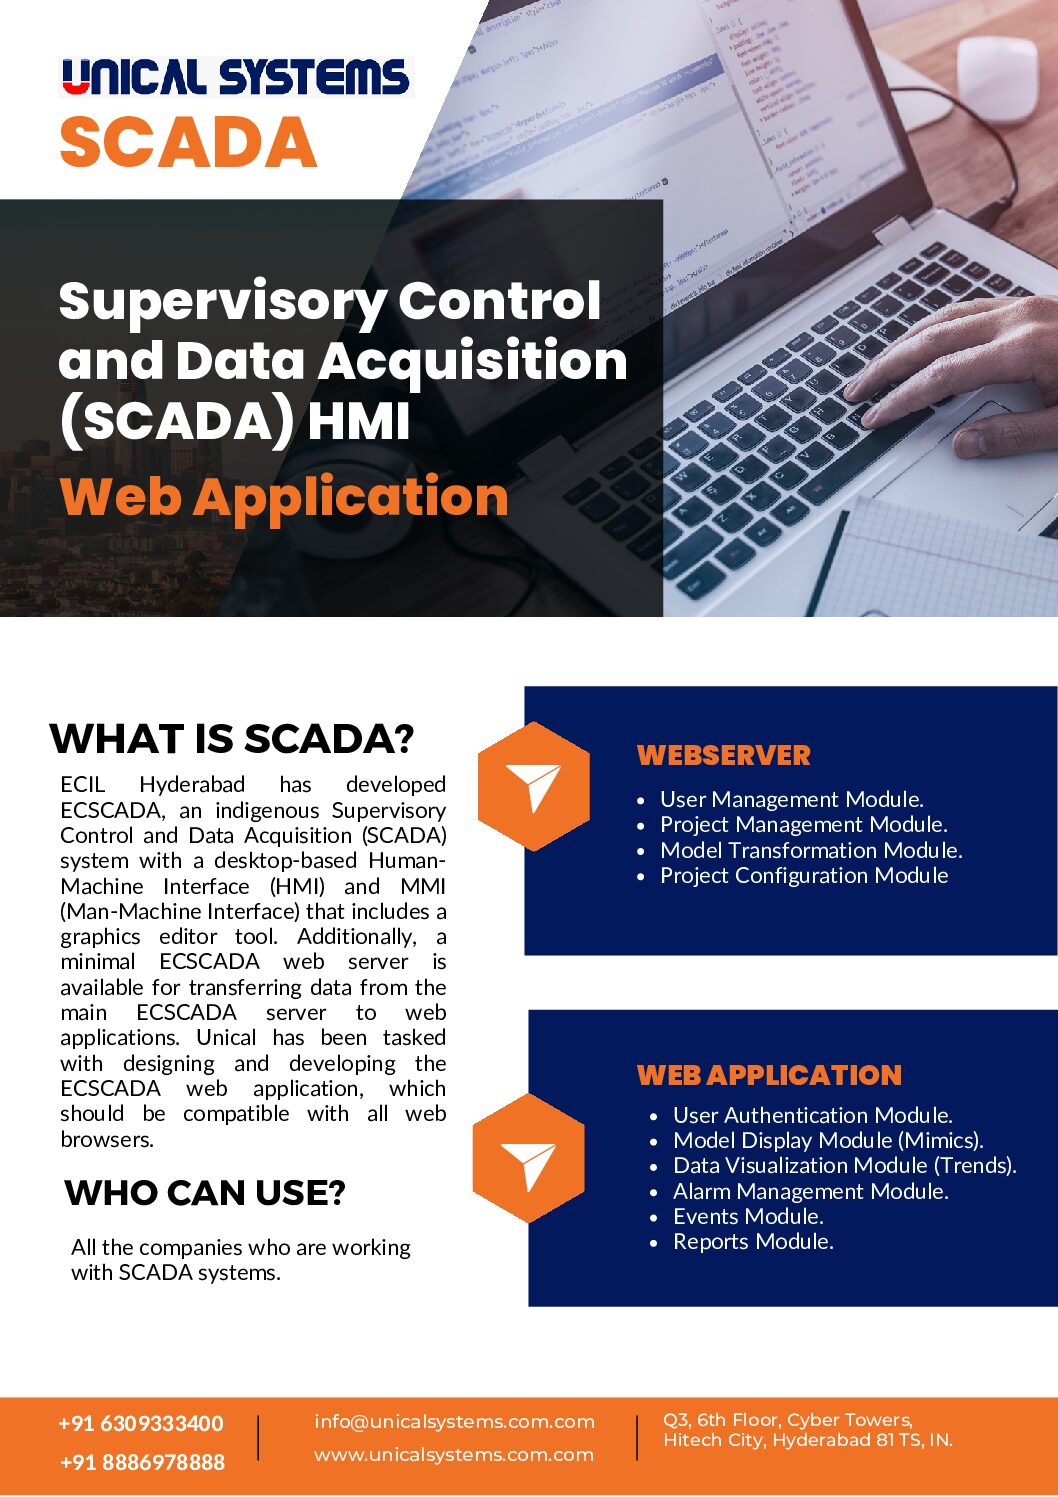 UNICAL SYSTEMS
SCADA
Supervisory Control
and Data Acquisition
(SCADA) HMI
Web Application
WHAT IS SCADA?
ECIL Hyderabad has developed
ECSCADA, an indigenous Supervisory
Control and Data Acquisition (SCADA)
system with a desktop-based Human-
Machine Interface (HMI) and MMI
(Man-Machine Interface) that includes a
graphics editor tool. Additionally, a
minimal ECSCADA web server is
available for transferring data from the
main ECSCADA server to web
applications. Unical has been tasked
with designing and developing the
ECSCADA web application, which
should be compatible with all web
browsers.
WHO CAN USE?
All the companies who are working
with SCADA systems.
WEBSERVER
• User Management Module.
• Project Management Module.
• Model Transformation Module.
• Project Configuration Module
WEB APPLICATION
• User Authentication Module.
• Model Display Module (Mimics).
• Data Visualization Module (Trends).
• Alarm Management Module.
• Events Module.
• Reports Module.
+91 6309333400
+91 8886978888
info@unicalsystems.com.com
www.unicalsystems.com.com
Q3, 6th Floor, Cyber Towers,
Hitech City, Hyderabad 81 TS, IN.